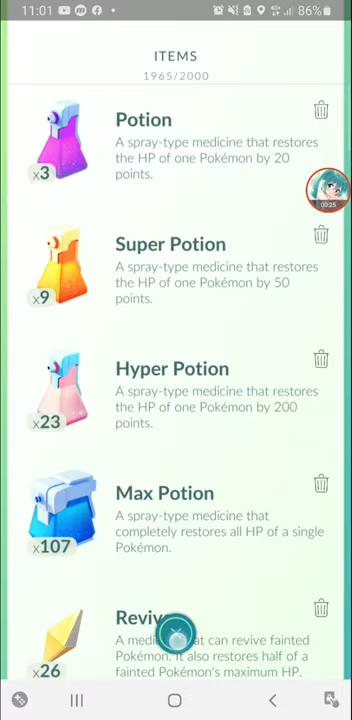 11:01
86%
ITEMS
1965/2000
Potion
A spray-type medicine that restores
the HP of one Pokémon by 20
points.
x3
00:25
Super Potion
A spray-type medicine that restores
the HP of one Pokémon by 50
points.
x9
Hyper Potion
A spray-type medicine that restores
the HP of one Pokémon by 200
points.
x23
Max Potion
A spray-type medicine that
completely restores all HP of a single
Pokémon.
x107
Revive
A medi at can revive fainted
Pokémon. It also restores half of a
fainted Pokémon's maximum HP.
x26